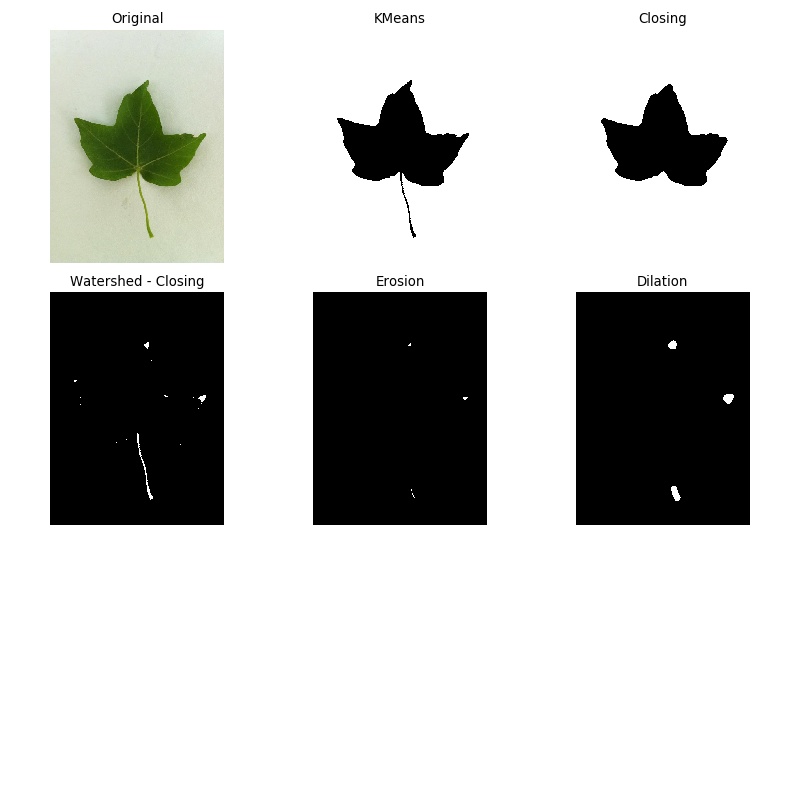 Original
KMeans
Closing
Watershed - Closing
Erosion
Dilation